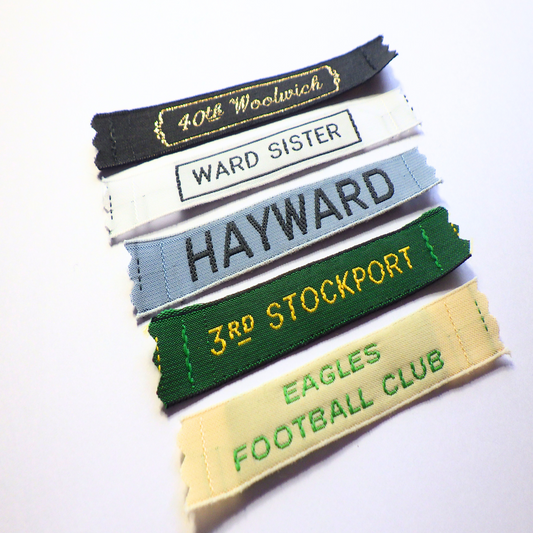 40th Woolwich
WARD SISTER
HAYWARD
3RD STOCKPORT
EAGLES
FOOTBALL CLUB